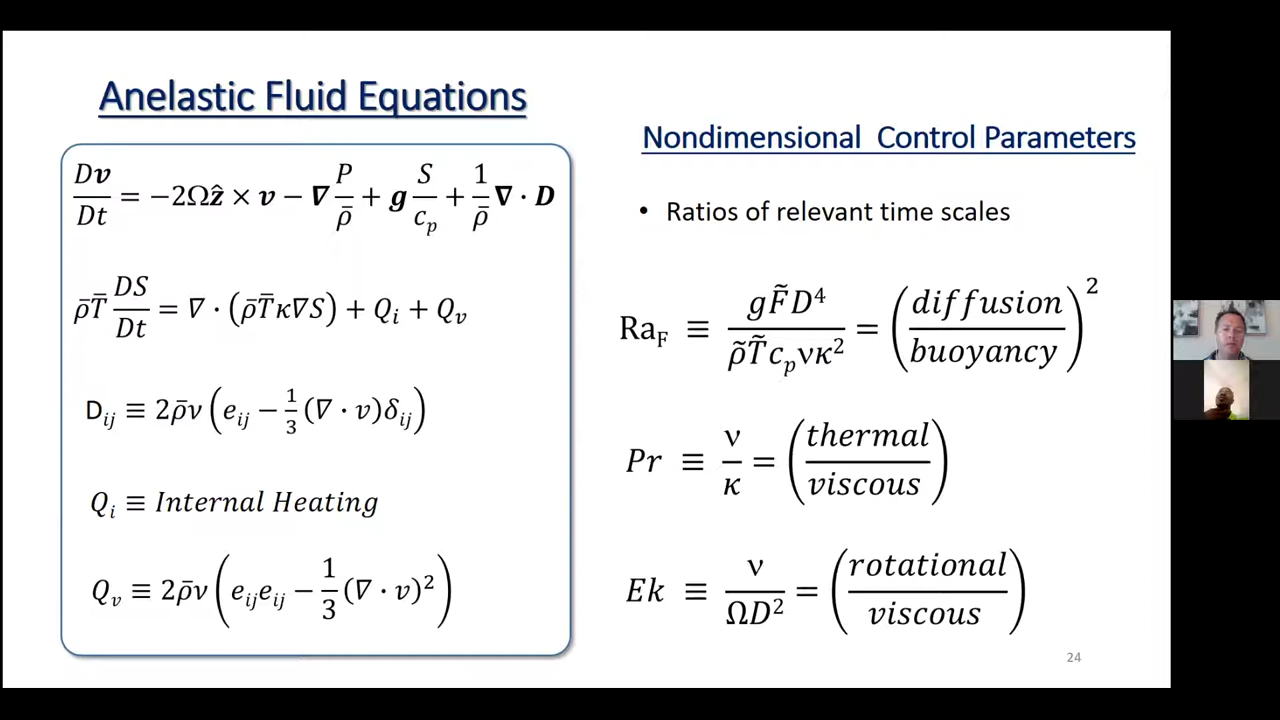 Anelastic Fluid Equations
D𝒗/Dt = −2Ω𝒛̂ × 𝒗 − 𝛁 P/ρ̄ + 𝒈 S/c_p + 1/ρ̄ 𝛁 · 𝑫
ρ̄T̄ DS/Dt = ∇ · (ρ̄T̄κ∇S) + Q_i + Q_v
D_ij ≡ 2ρ̄ν(e_ij − 1/3 (∇ · v)δ_ij)
Q_i ≡ Internal Heating
Q_v ≡ 2ρ̄ν(e_ij e_ij − 1/3 (∇ · v)²)
Nondimensional Control Parameters
• Ratios of relevant time scales
Ra_F ≡ gF̃D⁴/ρ̃T̃c_pνκ² = (diffusion/buoyancy)²
Pr ≡ ν/κ = (thermal/viscous)
Ek ≡ ν/ΩD² = (rotational/viscous)
24